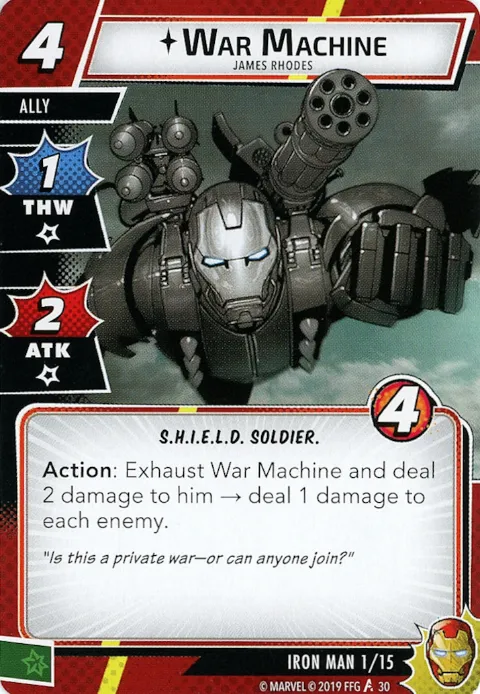 4
WAR MACHINE
JAMES RHODES
ALLY
1
THW
2
ATK
4
S.H.I.E.L.D. SOLDIER.
Action: Exhaust War Machine and deal
2 damage to him → deal 1 damage to
each enemy.
"Is this a private war—or can anyone join?"
IRON MAN 1/15
© MARVEL © 2019 FFG 30